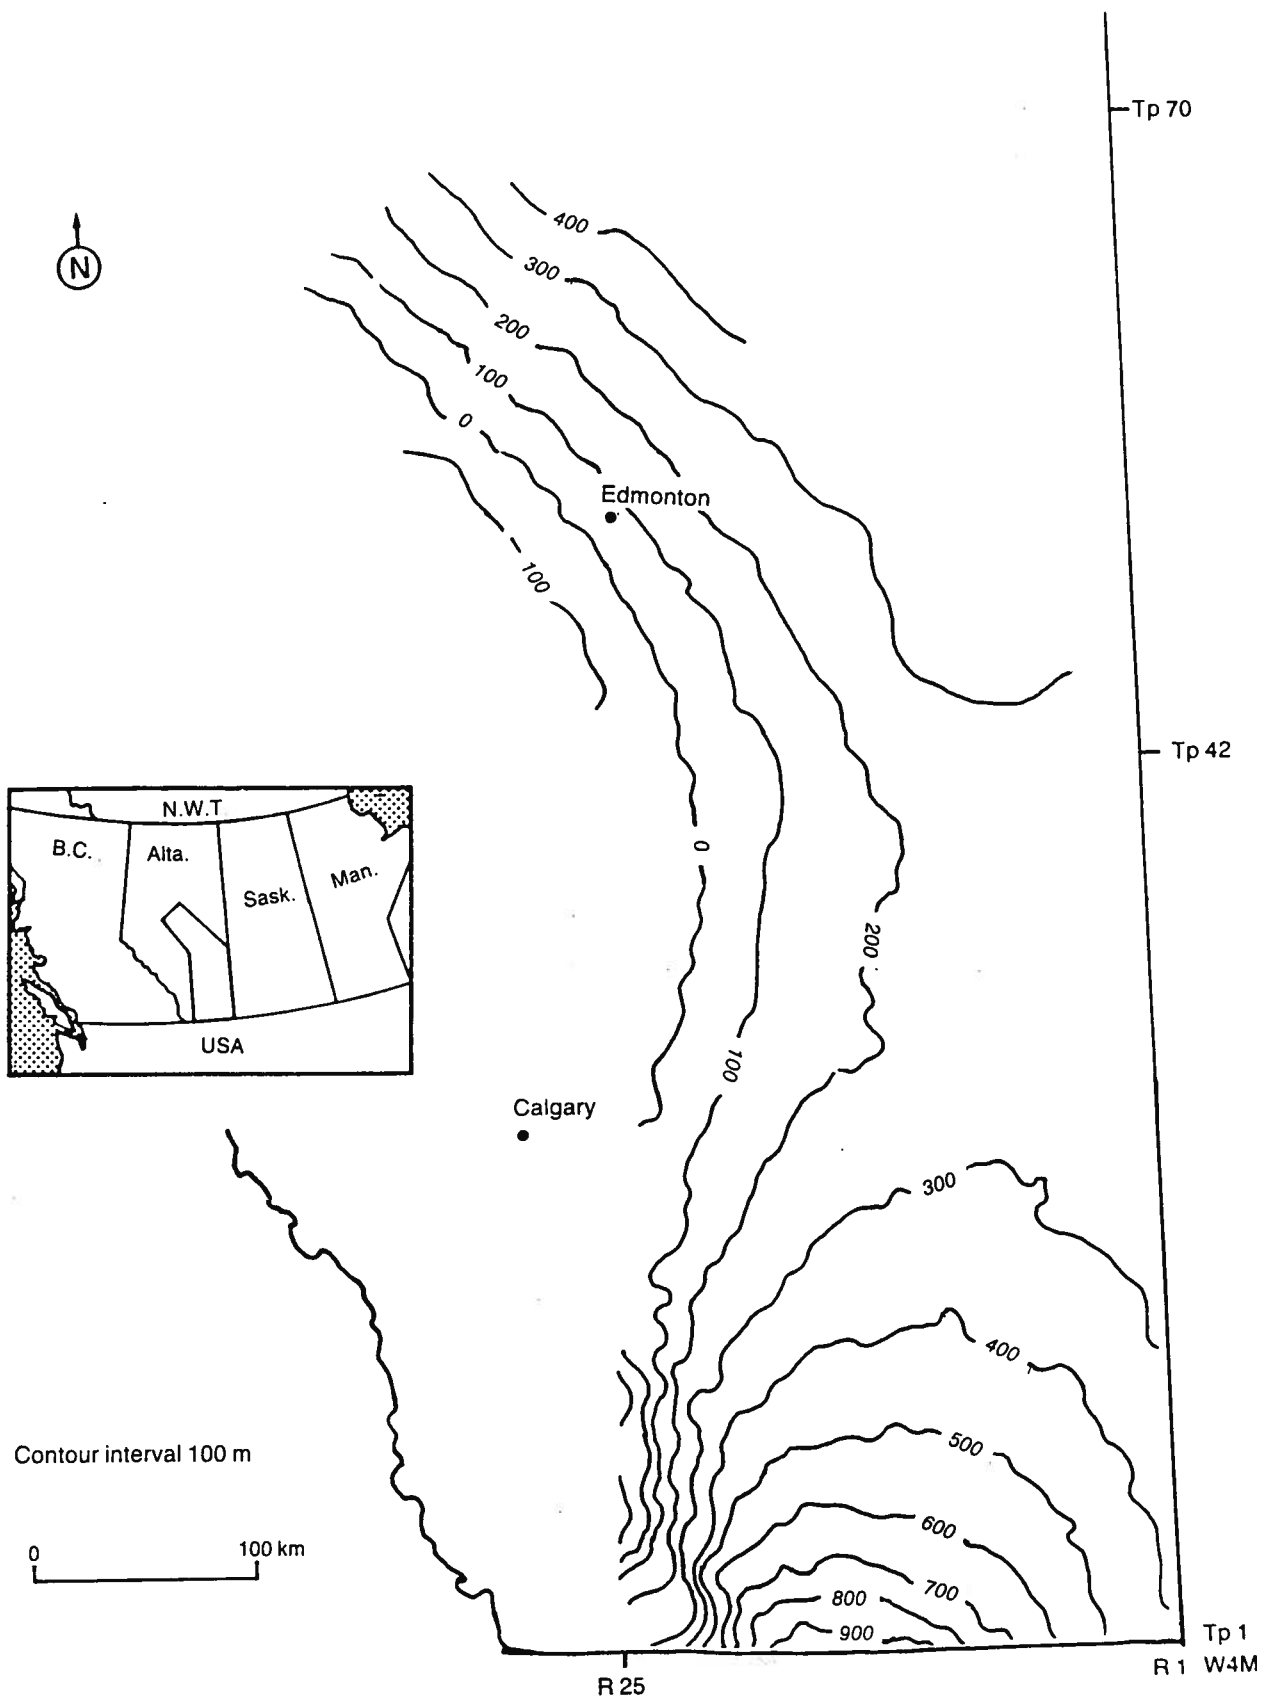 Tp 70
400
N
300
200
100
0
Edmonton
100
Tp 42
N.W.T
B.C.
Alta.
Sask.
Man.
0
200
USA
100
Calgary
300
400
Contour interval 100 m
500
600
0
100 km
700
800
900
Tp 1
R 1 W4M
R 25